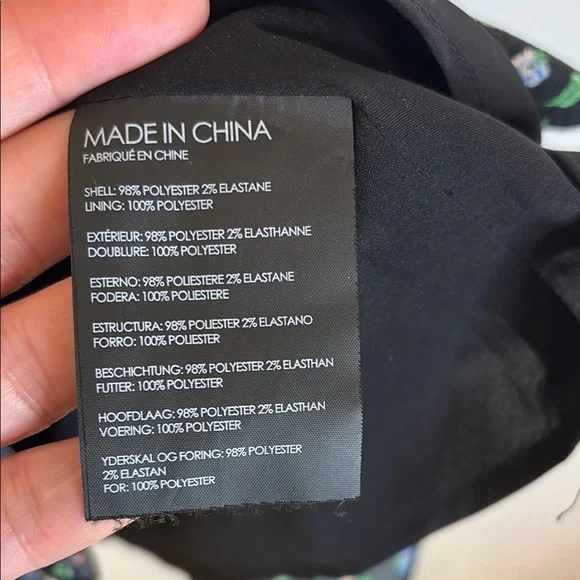 MADE IN CHINA
FABRIQUÉ EN CHINE
SHELL: 98% POLYESTER 2% ELASTANE
LINING: 100% POLYESTER
EXTÉRIEUR: 98% POLYESTER 2% ELASTHANNE
DOUBLURE: 100% POLYESTER
ESTERNO: 98% POLIESTERE 2% ELASTANE
FODERA: 100% POLIESTERE
ESTRUCTURA: 98% POLIESTER 2% ELASTANO
FORRO: 100% POLIESTER
BESCHICHTUNG: 98% POLYESTER 2% ELASTHAN
FUTTER: 100% POLYESTER
HOOFDLAAG: 98% POLYESTER 2% ELASTHAN
VOERING: 100% POLYESTER
YDERSKAL OG FORING: 98% POLYESTER
2% ELASTAN
FOR: 100% POLYESTER